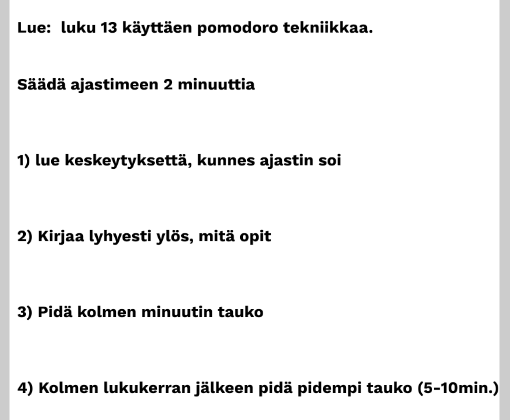 Lue:  luku 13 käyttäen pomodoro tekniikkaa.
Säädä ajastimeen 2 minuuttia
1) lue keskeytyksettä, kunnes ajastin soi
2) Kirjaa lyhyesti ylös, mitä opit
3) Pidä kolmen minuutin tauko
4) Kolmen lukukerran jälkeen pidä pidempi tauko (5-10min.)